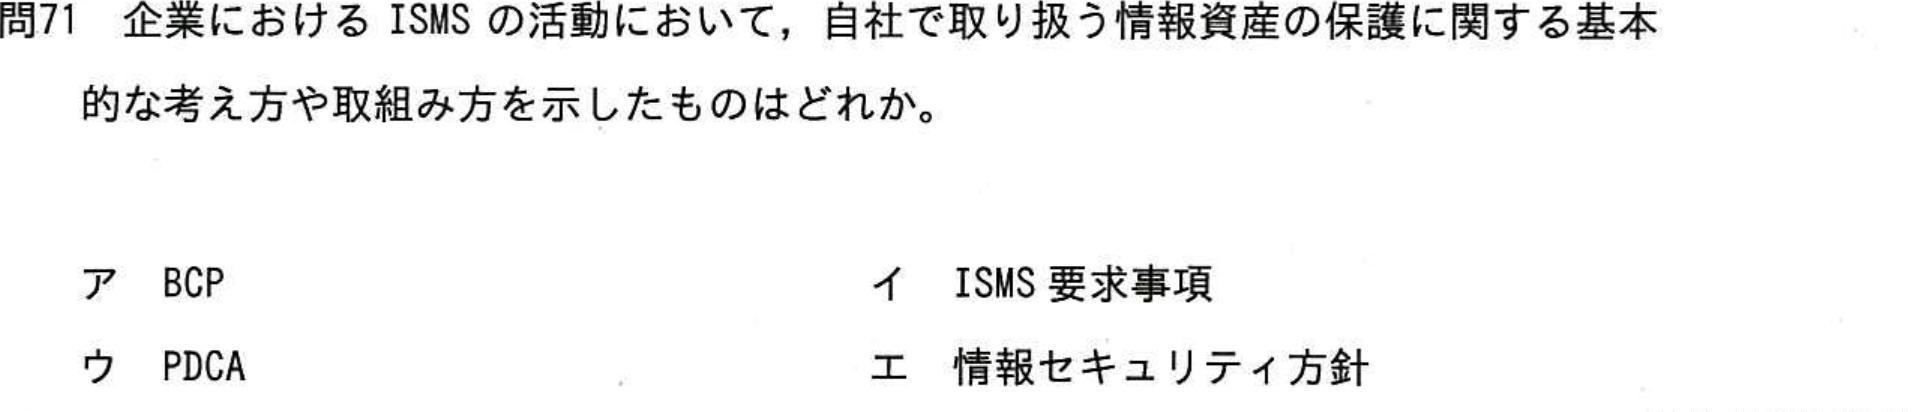 問71 企業における ISMS の活動において，自社で取り扱う情報資産の保護に関する基本
的な考え方や取組み方を示したものはどれか。
ア BCP イ ISMS 要求事項
ウ PDCA エ 情報セキュリティ方針